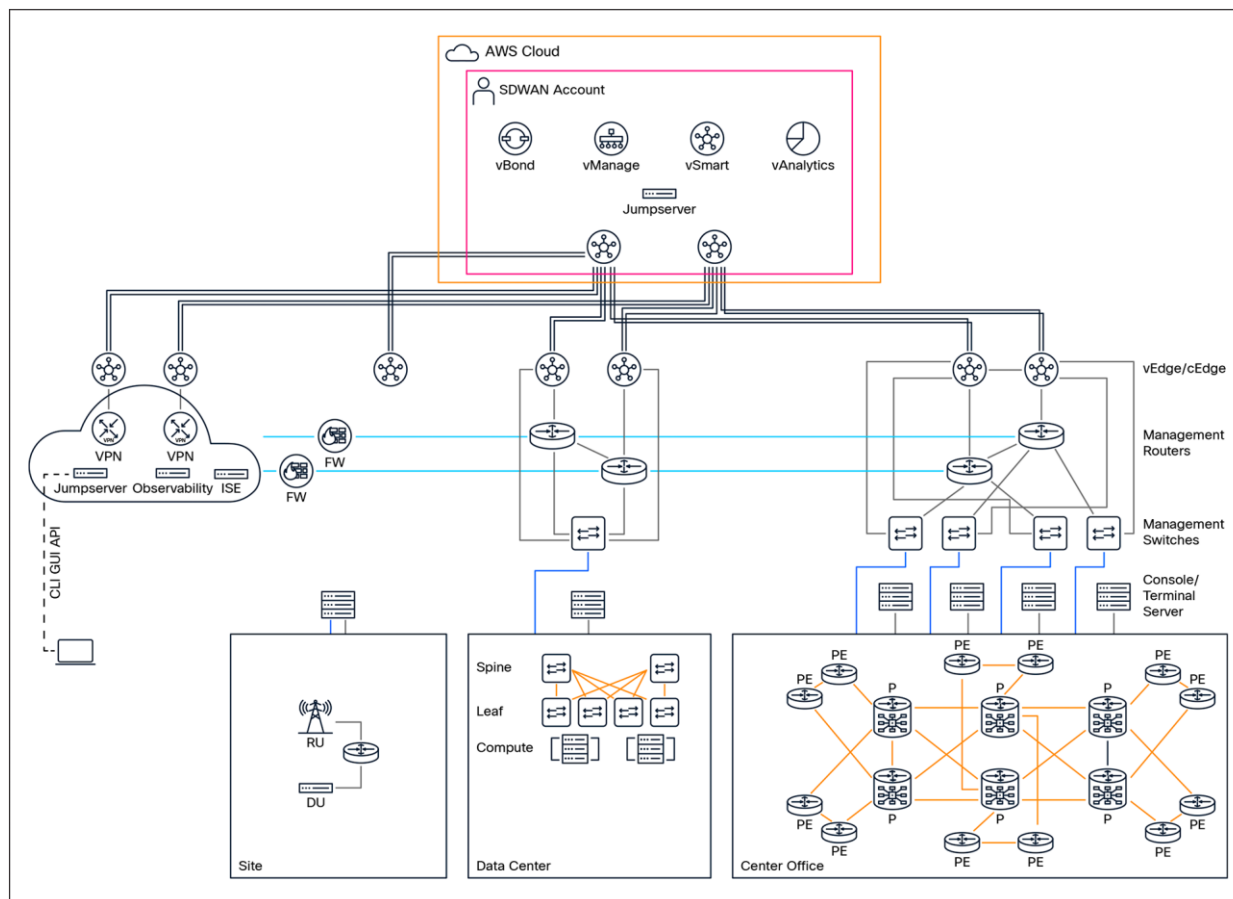 AWS Cloud
SDWAN Account
vBond
vManage
vSmart
vAnalytics
Jumpserver
vEdge/cEdge
VPN
VPN
VPN
VPN
FW
FW
Management
Routers
Jumpserver
Observability
ISE
CLI GUI API
Management
Switches
Console/
Terminal
Server
Spine
Leaf
Compute
RU
DU
Site
Data Center
PE
PE
PE
PE
PE
PE
P
P
P
P
P
P
PE
PE
PE
PE
PE
PE
Center Office